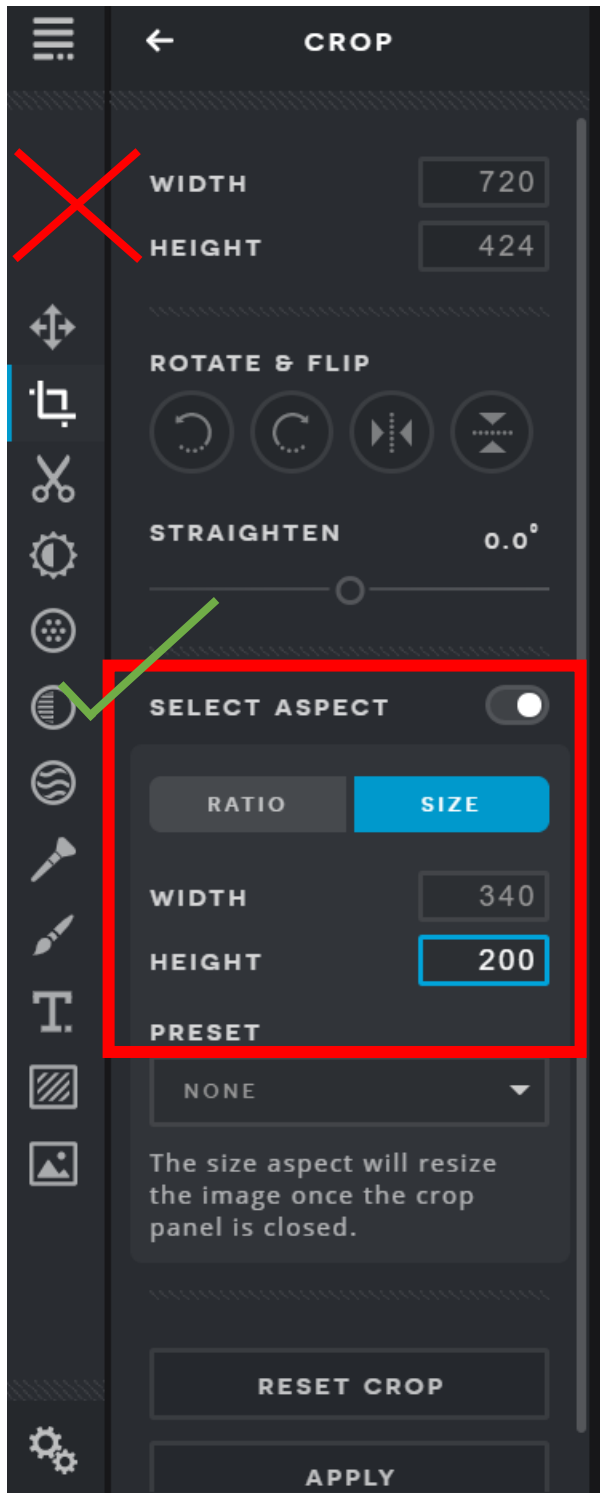 CROP
WIDTH 720
HEIGHT 424
ROTATE & FLIP
STRAIGHTEN 0.0°
SELECT ASPECT
RATIO SIZE
WIDTH 340
HEIGHT 200
PRESET
NONE
The size aspect will resize
the image once the crop
panel is closed.
RESET CROP
APPLY
T.